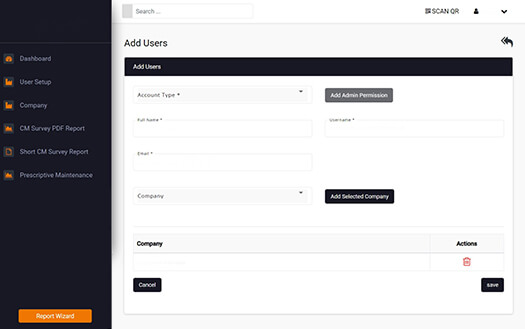 Search ...
SCAN QR
Dashboard
User Setup
Company
CM Survey PDF Report
Short CM Survey Report
Prescriptive Maintenance
Report Wizard
Add Users
Add Users
Account Type *
Add Admin Permission
Full Name *
Username *
Email *
Company
Add Selected Company
Company
Actions
Cancel
save